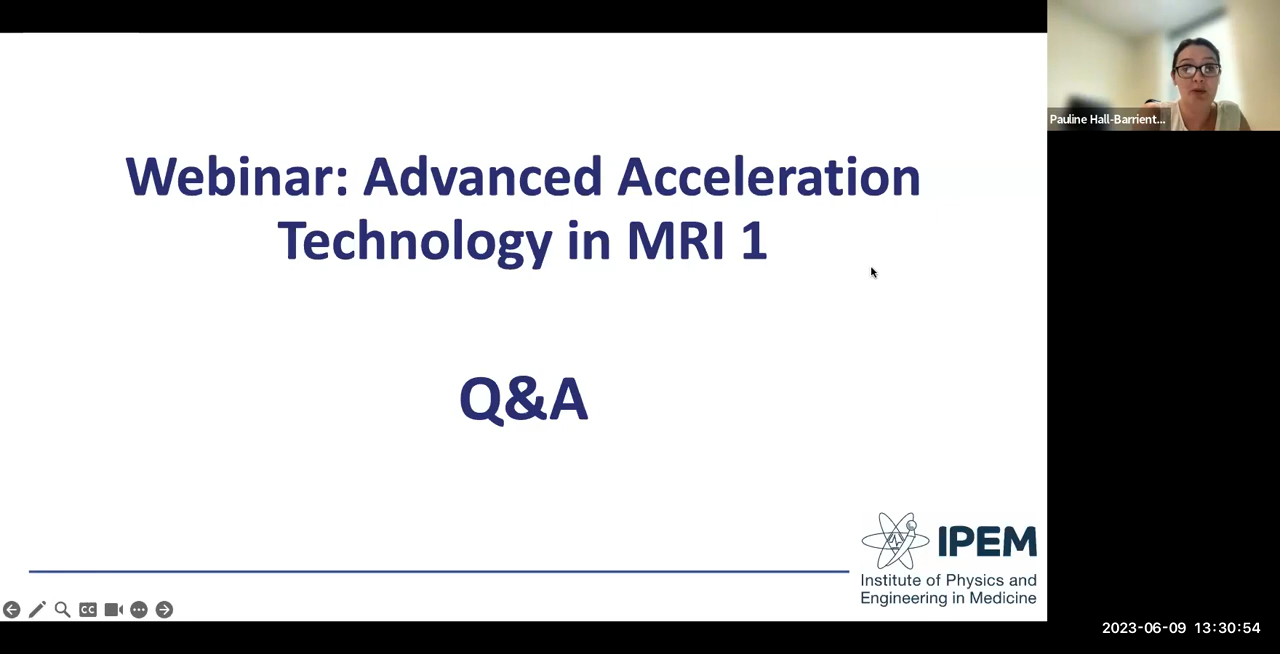 Webinar: Advanced Acceleration
Technology in MRI 1
Q&A
IPEM
Institute of Physics and
Engineering in Medicine
Pauline Hall-Barrient...
CC
2023-06-09 13:30:54